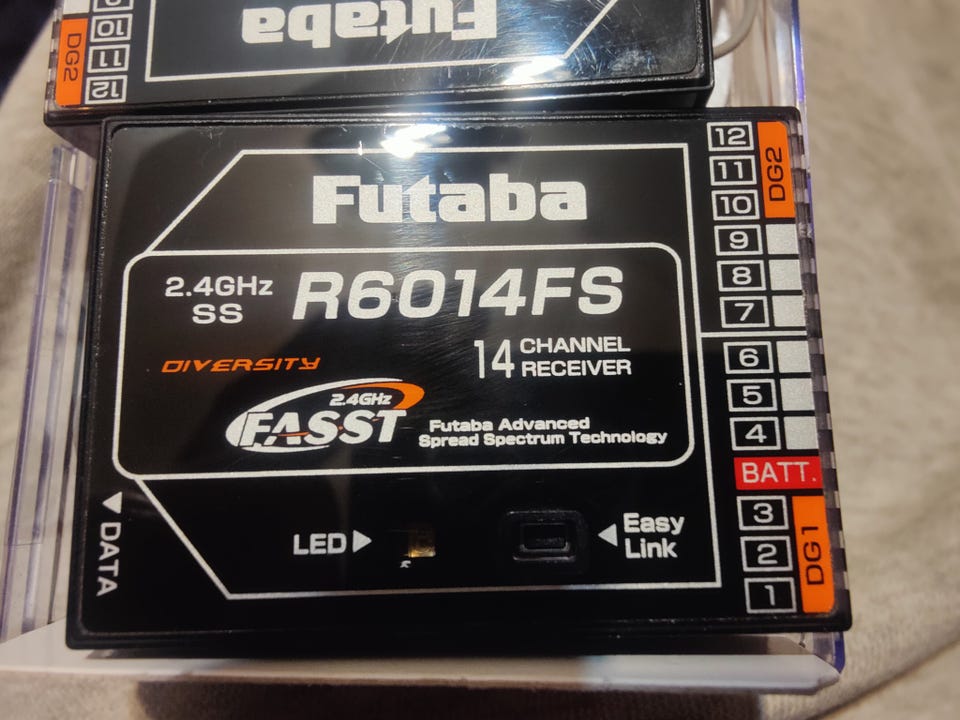 9
10
11
12
DG2
Futaba
Futaba
2.4GHz
SS
R6014FS
DIVERSITY
14 CHANNEL
RECEIVER
2.4GHz
FASST
Futaba Advanced
Spread Spectrum Technology
LED
Easy
Link
DATA
12
11
10
DG2
9
8
7
6
5
4
BATT.
3
2
1
DG1